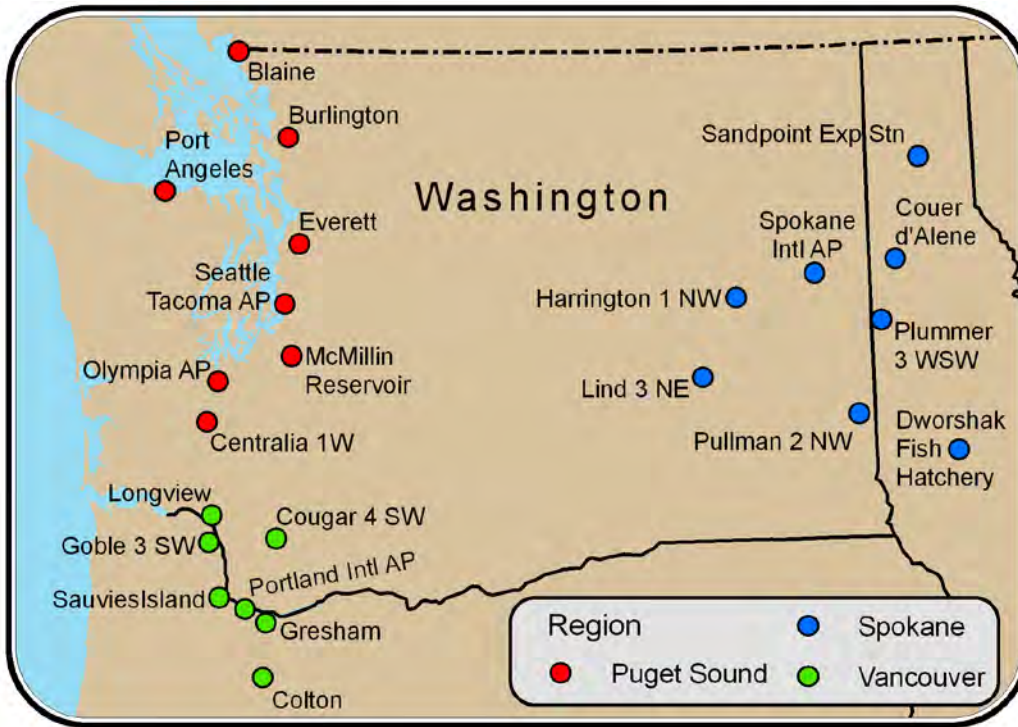 Blaine
Burlington
Port
Angeles
Sandpoint Exp Stn
Washington
Everett
Spokane
Intl AP
Couer
d'Alene
Seattle
Tacoma AP
Harrington 1 NW
Olympia AP
McMillin
Reservoir
Plummer
3 WSW
Lind 3 NE
Centralia 1W
Pullman 2 NW
Dworshak
Fish
Hatchery
Longview
Cougar 4 SW
Goble 3 SW
Portland Intl AP
SauviesIsland
Gresham
Colton
Region
Puget Sound
Spokane
Vancouver